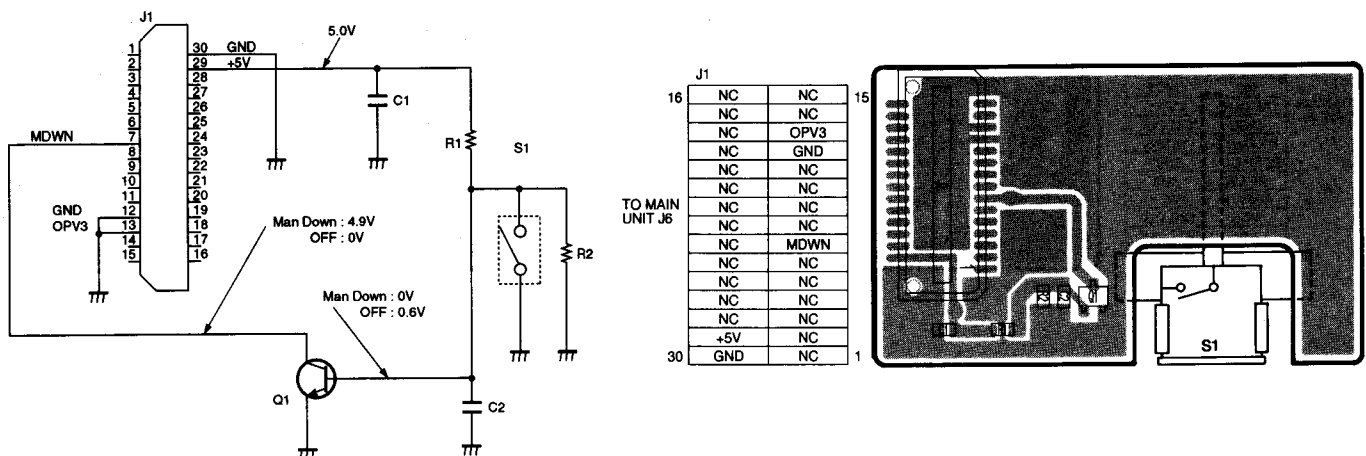 J1
1
2
3
4
5
6
7
8
9
10
11
12
13
14
15
30
29
28
27
26
25
24
23
22
21
20
19
18
17
16
GND
+5V
MDWN
GND
OPV3
5.0V
C1
R1
S1
R2
Man Down : 4.9V
OFF : 0V
Man Down : 0V
OFF : 0.6V
Q1
C2
J1
16 NC NC 15
NC NC
NC OPV3
NC GND
NC NC
NC NC
NC NC
NC NC
NC MDWN
NC NC
NC NC
NC NC
NC NC
+5V NC
30 GND NC 1
TO MAIN
UNIT J6
S1